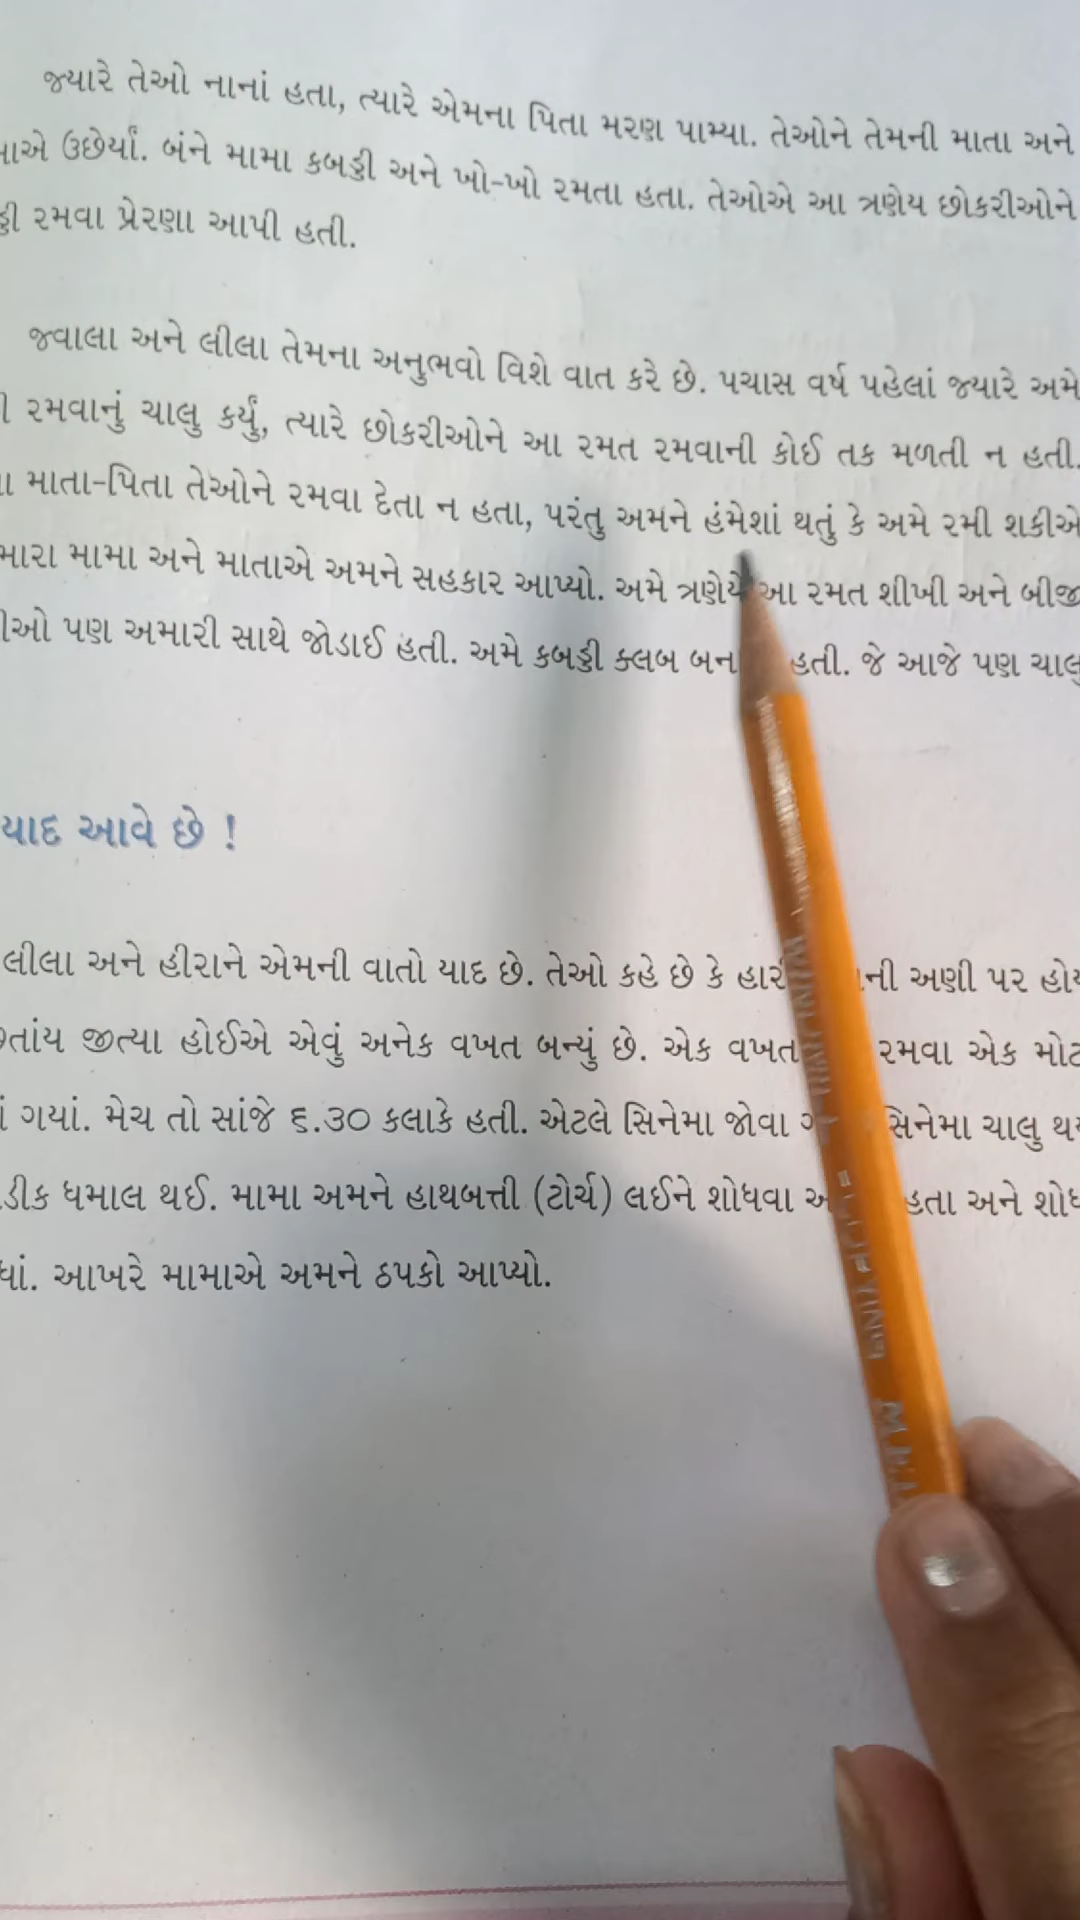 જ્યારે તેઓ નાનાં હતા, ત્યારે એમના પિતા મરણ પામ્યા. તેઓને તેમની માતા અને
ઉછેર્યાં. બંને મામા કબડ્ડી અને ખો-ખો રમતા હતા. તેઓએ આ ત્રણેય છોકરીઓને
રમવા પ્રેરણા આપી હતી.
જ્વાલા અને લીલા તેમના અનુભવો વિશે વાત કરે છે. પચાસ વર્ષ પહેલાં જ્યારે અમે
રમવાનું ચાલુ કર્યું, ત્યારે છોકરીઓને આ રમત રમવાની કોઈ તક મળતી ન હતી.
માતા-પિતા તેઓને રમવા દેતા ન હતા, પરંતુ અમને હંમેશાં થતું કે અમે રમી શકીએ
મારા મામા અને માતાએ અમને સહકાર આપ્યો. અમે ત્રણેયે આ રમત શીખી અને બીજી
પણ અમારી સાથે જોડાઈ હતી. અમે કબડ્ડી ક્લબ હતી. જે આજે પણ ચાલુ
યાદ આવે છે !
લીલા અને હીરાને એમની વાતો યાદ છે. તેઓ કહે છે કે અણી પર
જીત્યા હોઈએ એવું અનેક વખત બન્યું છે. એક વખત રમવા એક
ગયાં. મેચ તો સાંજે ૬.૩૦ કલાકે હતી. એટલે સિનેમા જોવા સિનેમા ચાલુ
ધમાલ થઈ. મામા અમને હાથબત્તી (ટોર્ચ) લઈને શોધવા હતા અને
આખરે મામાએ અમને ઠપકો આપ્યો.